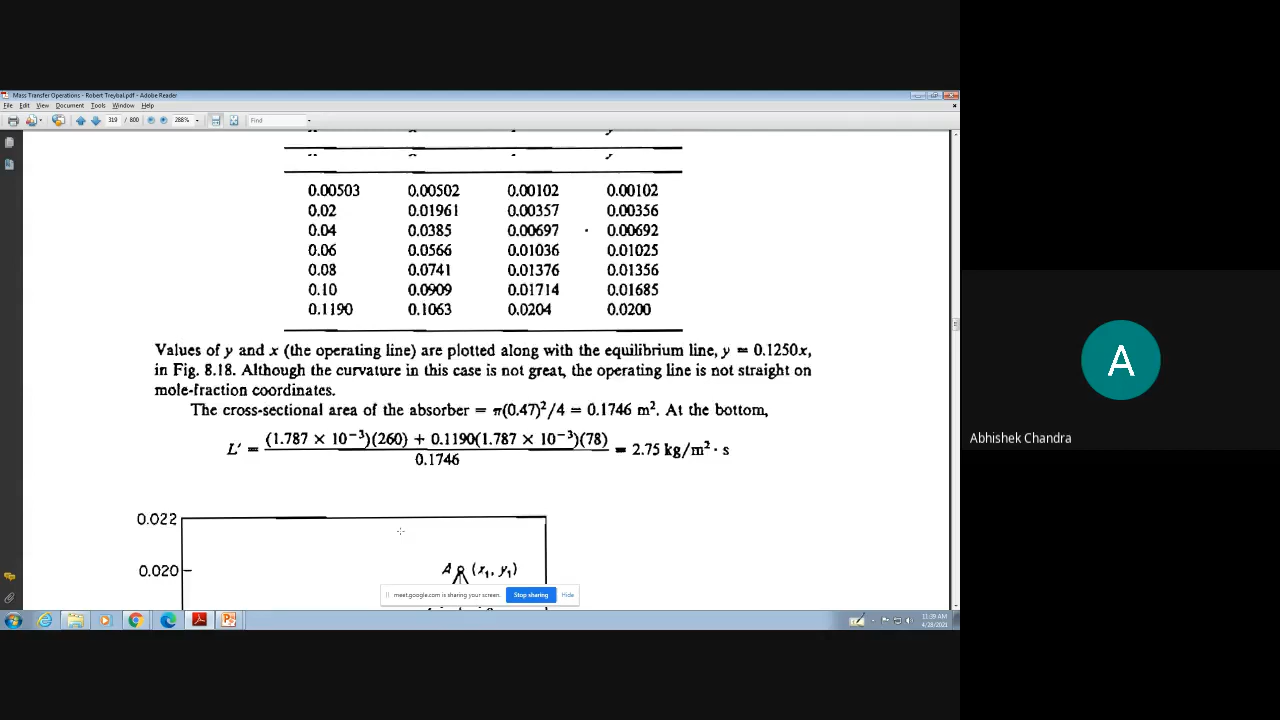 Mass Transfer Operations - Robert Treybal.pdf - Adobe Reader
File Edit View Document Tools Window Help
319 / 800 288% Find
0.00503 0.00502 0.00102 0.00102
0.02 0.01961 0.00357 0.00356
0.04 0.0385 0.00697 0.00692
0.06 0.0566 0.01036 0.01025
0.08 0.0741 0.01376 0.01356
0.10 0.0909 0.01714 0.01685
0.1190 0.1063 0.0204 0.0200
Values of y and x (the operating line) are plotted along with the equilibrium line, y = 0.1250x,
in Fig. 8.18. Although the curvature in this case is not great, the operating line is not straight on
mole-fraction coordinates.
The cross-sectional area of the absorber = π(0.47)²/4 = 0.1746 m². At the bottom,
L' = (1.787 × 10⁻³)(260) + 0.1190(1.787 × 10⁻³)(78) / 0.1746 = 2.75 kg/m² · s
0.022
0.020
A (x₁, y₁)
meet.google.com is sharing your screen. Stop sharing Hide
11:39 AM
4/28/2021
A
Abhishek Chandra